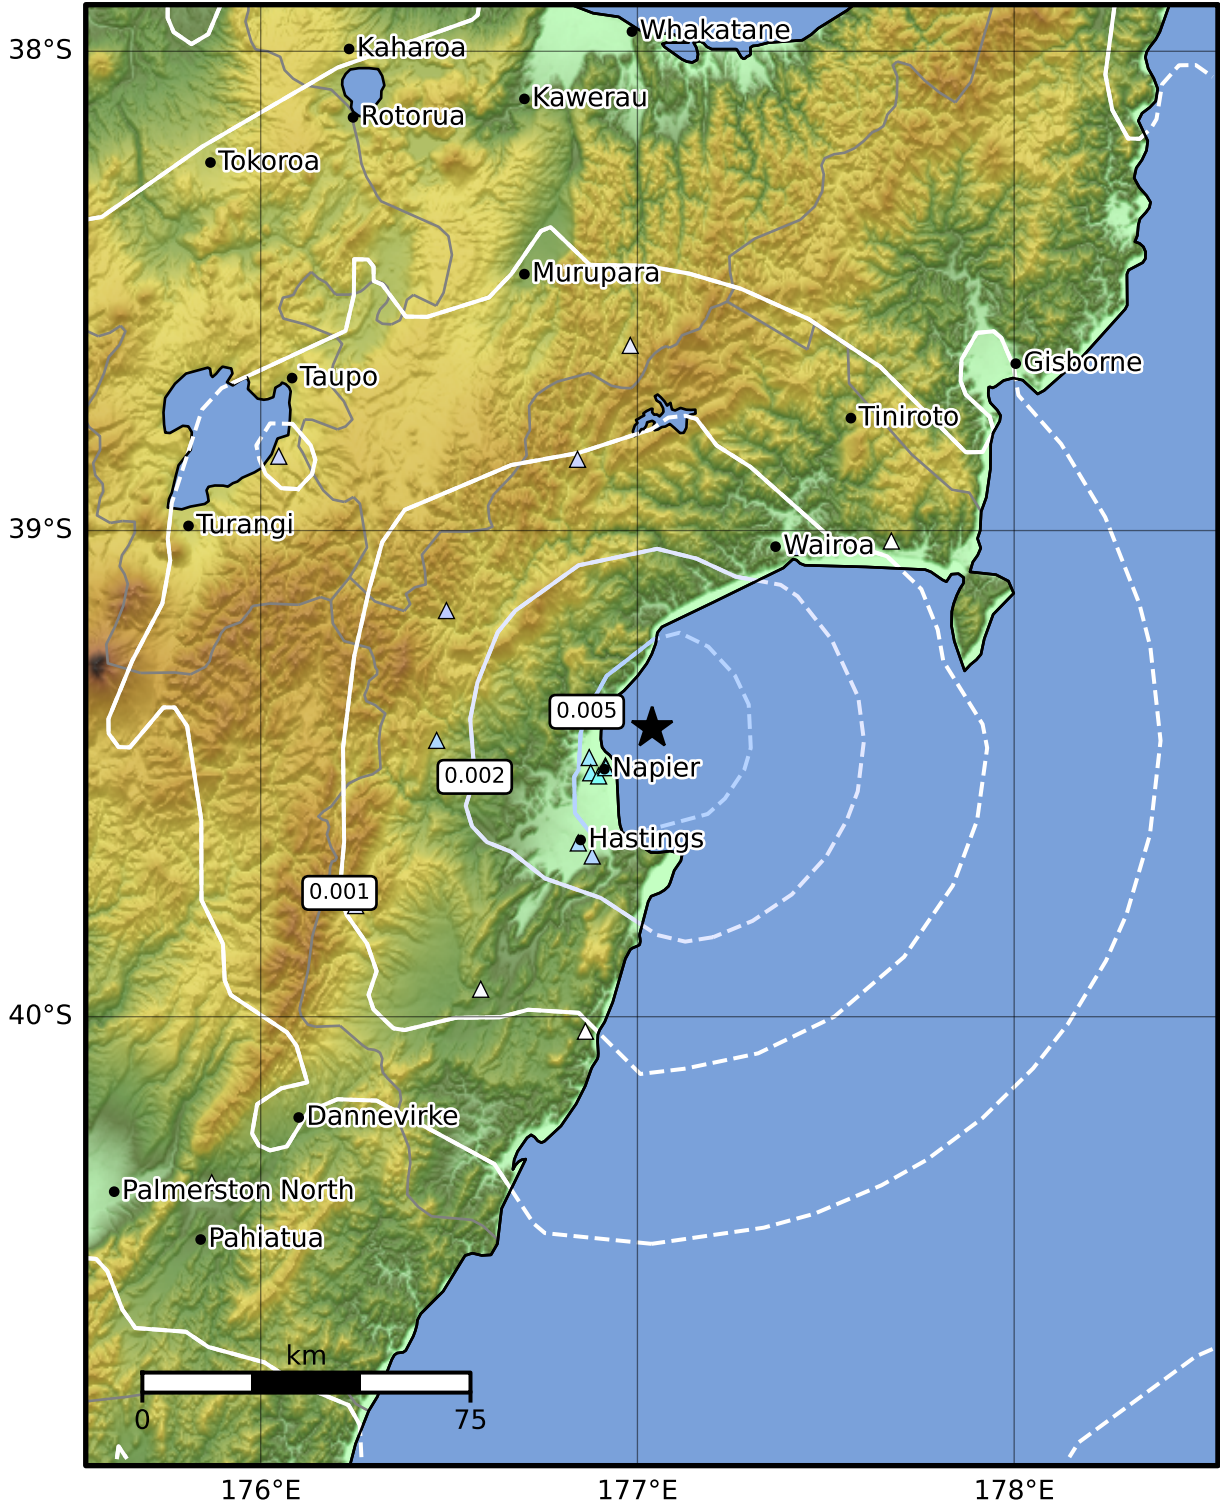 Whakatane
Kaharoa
38°S
Kawerau
Rotorua
Tokoroa
Murupara
Gisborne
Taupo
Tiniroto
Turangi
39°S
Wairoa
0.005
Napier
0.002
Hastings
0.001
40°S
Dannevirke
Palmerston North
Pahiatua
km
0 75
176°E 177°E 178°E